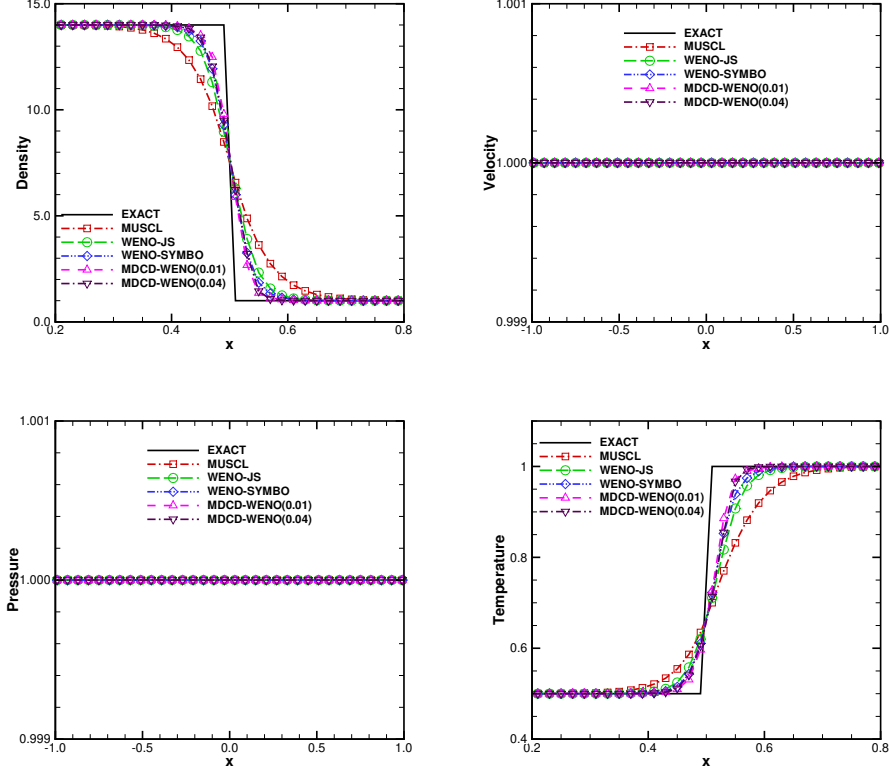 15.0
10.0
5.0
0.0
Density
EXACT
MUSCL
WENO-JS
WENO-SYMBO
MDCD-WENO(0.01)
MDCD-WENO(0.04)
0.2
0.4
0.6
0.8
x
1.001
1.000
0.999
Velocity
EXACT
MUSCL
WENO-JS
WENO-SYMBO
MDCD-WENO(0.01)
MDCD-WENO(0.04)
-1.0
-0.5
0.0
0.5
1.0
x
1.001
1.000
0.999
Pressure
EXACT
MUSCL
WENO-JS
WENO-SYMBO
MDCD-WENO(0.01)
MDCD-WENO(0.04)
-1.0
-0.5
0.0
0.5
1.0
x
1
0.8
0.6
0.4
Temperature
EXACT
MUSCL
WENO-JS
WENO-SYMBO
MDCD-WENO(0.01)
MDCD-WENO(0.04)
0.2
0.4
0.6
0.8
x